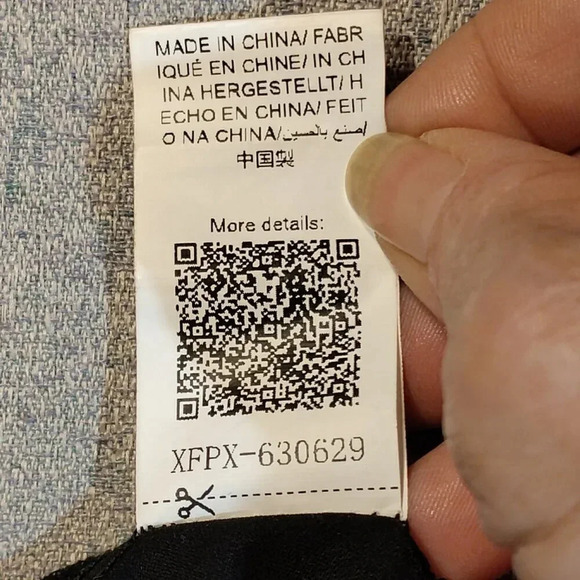 MADE IN CHINA/ FABR
IQUÉ EN CHINE/ IN CH
INA HERGESTELLT/ H
ECHO EN CHINA/ FEIT
O NA CHINA/اصنع بالصين/
中国製
More details:
XFPX-630629